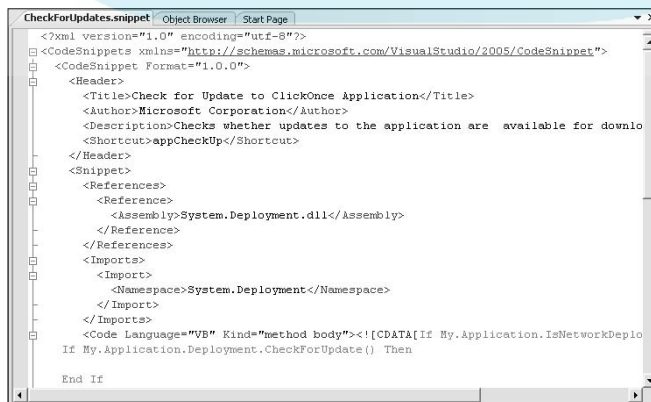 CheckForUpdates.snippet Object Browser Start Page
<?xml version="1.0" encoding="utf-8"?>
<CodeSnippets xmlns="http://schemas.microsoft.com/VisualStudio/2005/CodeSnippet">
<CodeSnippet Format="1.0.0">
<Header>
<Title>Check for Update to ClickOnce Application</Title>
<Author>Microsoft Corporation</Author>
<Description>Checks whether updates to the application are  available for downlo
<Shortcut>appCheckUp</Shortcut>
</Header>
<Snippet>
<References>
<Reference>
<Assembly>System.Deployment.dll</Assembly>
</Reference>
</References>
<Imports>
<Import>
<Namespace>System.Deployment</Namespace>
</Import>
</Imports>
<Code Language="VB" Kind="method body"><![CDATA[If My.Application.IsNetworkDeplo
If My.Application.Deployment.CheckForUpdate() Then
End If